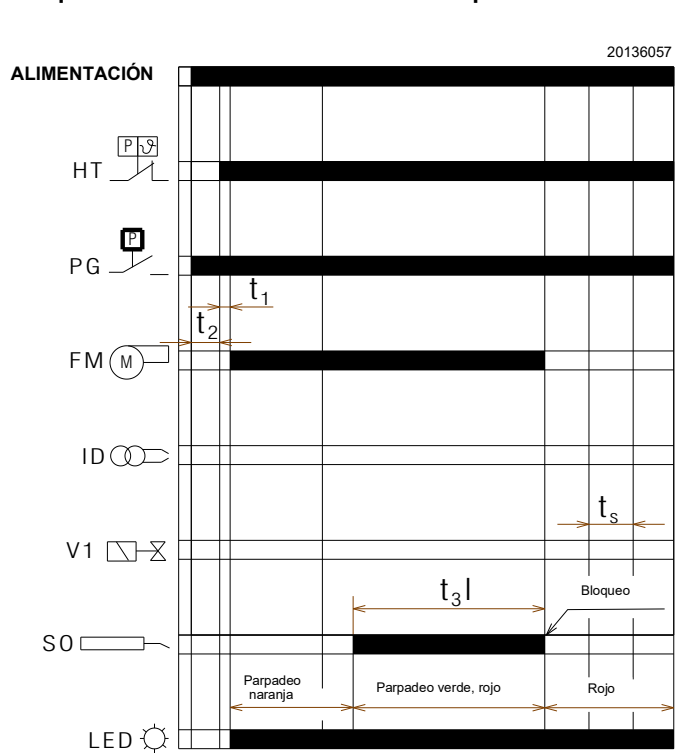 20136057
ALIMENTACIÓN
P ϑ
HT
P
PG
t1
t2
FM M
ID
ts
V1
t3l
Bloqueo
SO
Parpadeo
naranja
Parpadeo verde, rojo
Rojo
LED